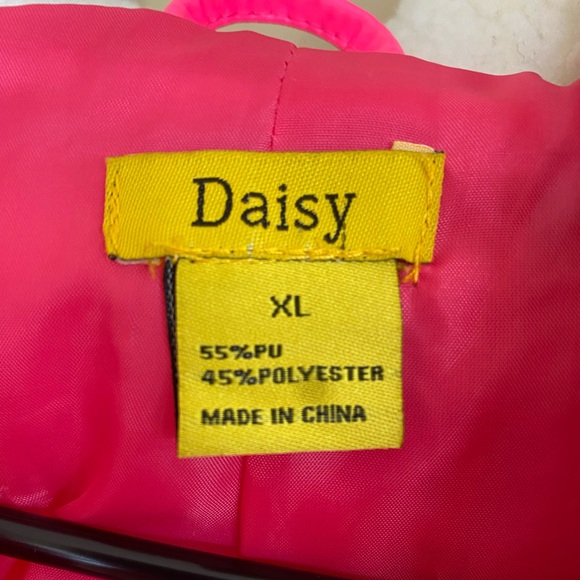 Daisy
XL
55%PU
45%POLYESTER
MADE IN CHINA